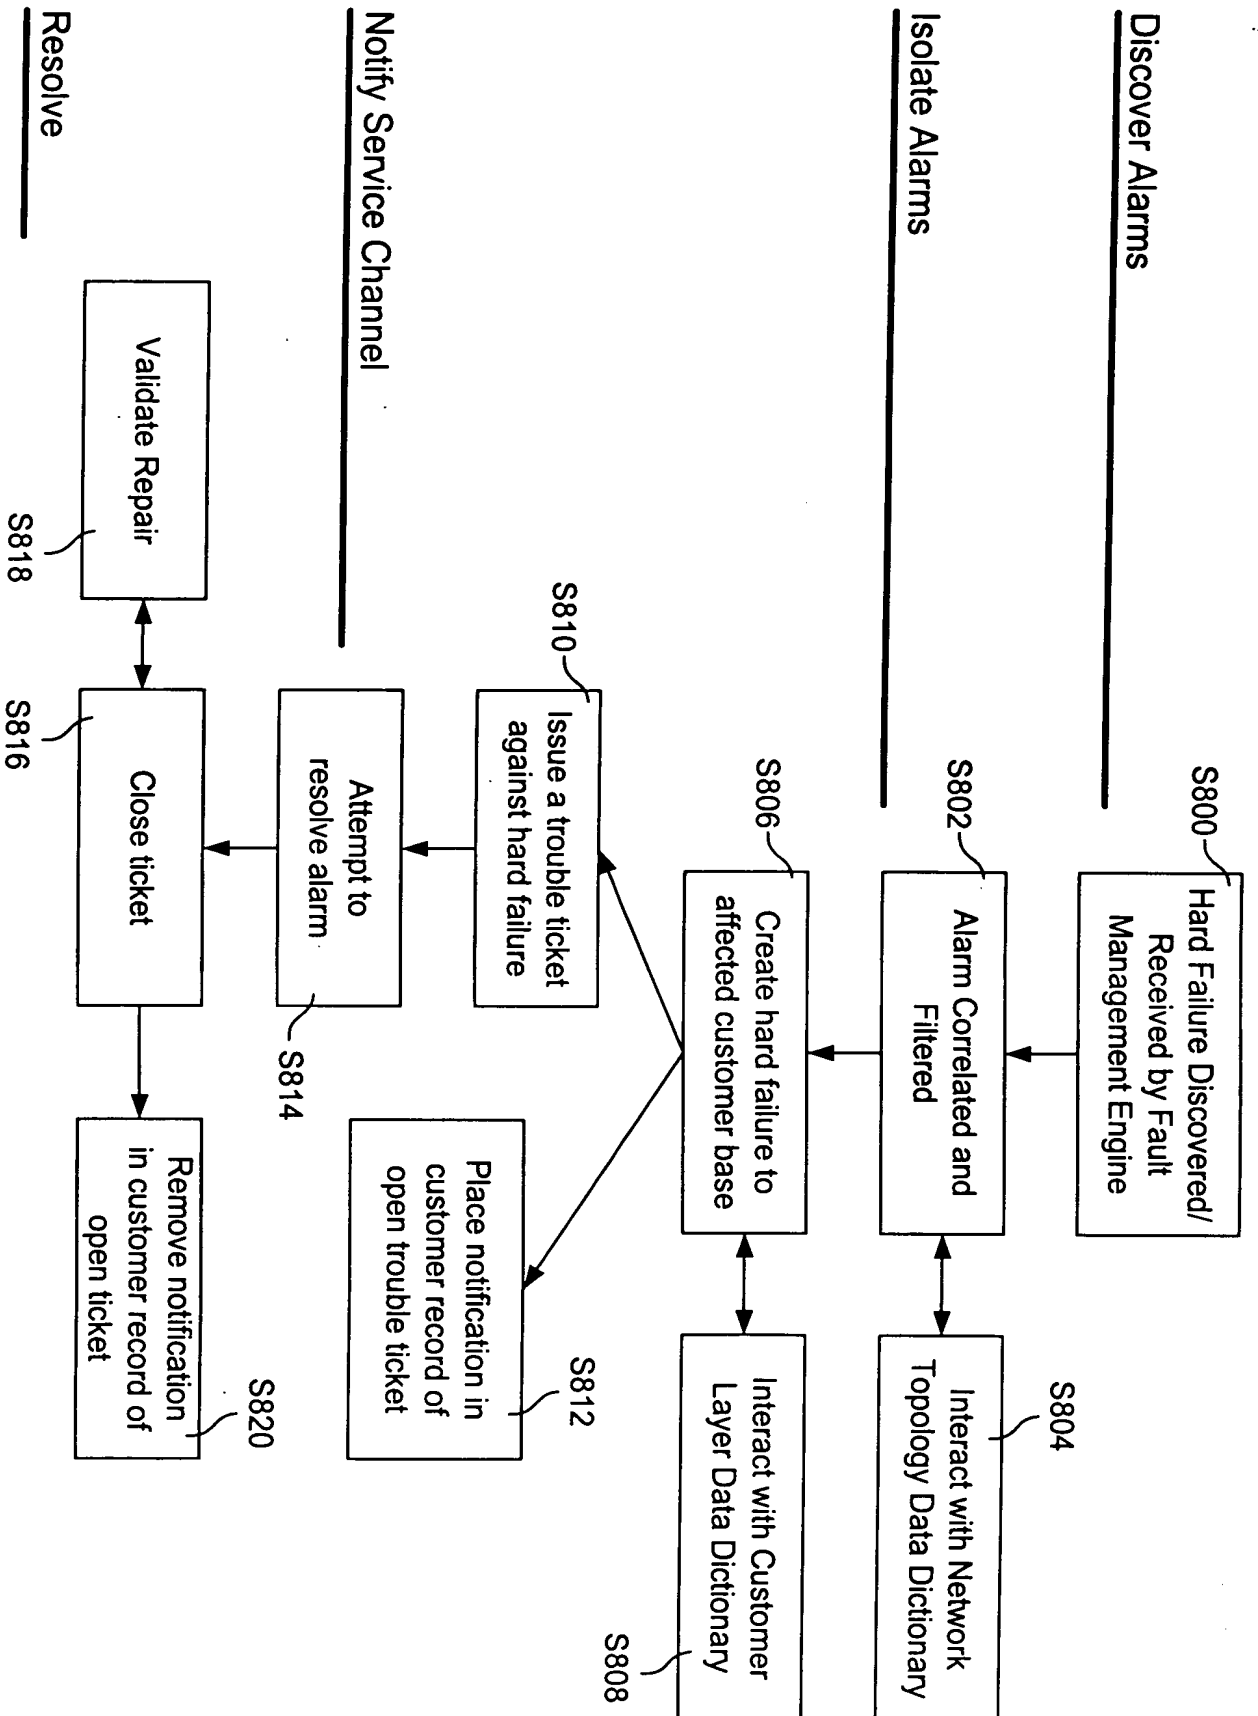 Discover Alarms
S800
Hard Failure Discovered/
Received by Fault
Management Engine
Isolate Alarms
S802
Alarm Correlated and
Filtered
S804
Interact with Network
Topology Data Dictionary
S806
Create hard failure to
affected customer base
Interact with Customer
Layer Data Dictionary
S808
S810
Issue a trouble ticket
against hard failure
S812
Place notification in
customer record of
open trouble ticket
Notify Service Channel
Attempt to
resolve alarm
S814
Validate Repair
S818
Close ticket
S816
S820
Remove notification
in customer record of
open ticket
Resolve